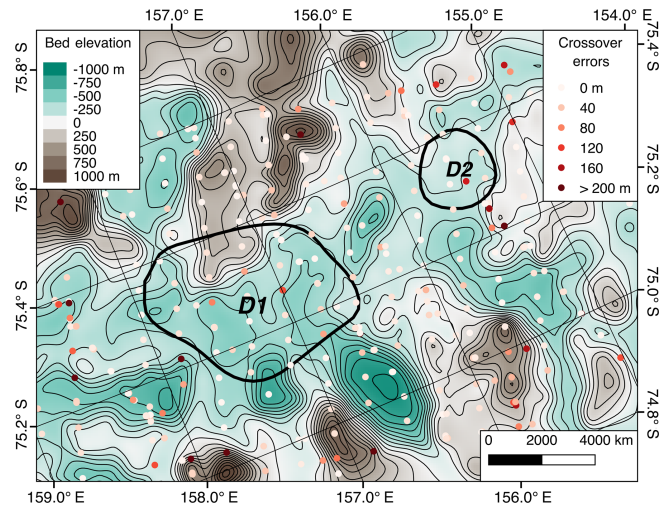 157.0° E 156.0° E 155.0° E 154.0° E
Bed elevation
-1000 m
-750
-500
-250
0
250
500
750
1000 m
Crossover
errors
0 m
40
80
120
160
> 200 m
75.8° S
75.6° S
75.4° S
75.2° S
75.4° S
75.2° S
75.0° S
74.8° S
D2
D1
0 2000 4000 km
159.0° E 158.0° E 157.0° E 156.0° E